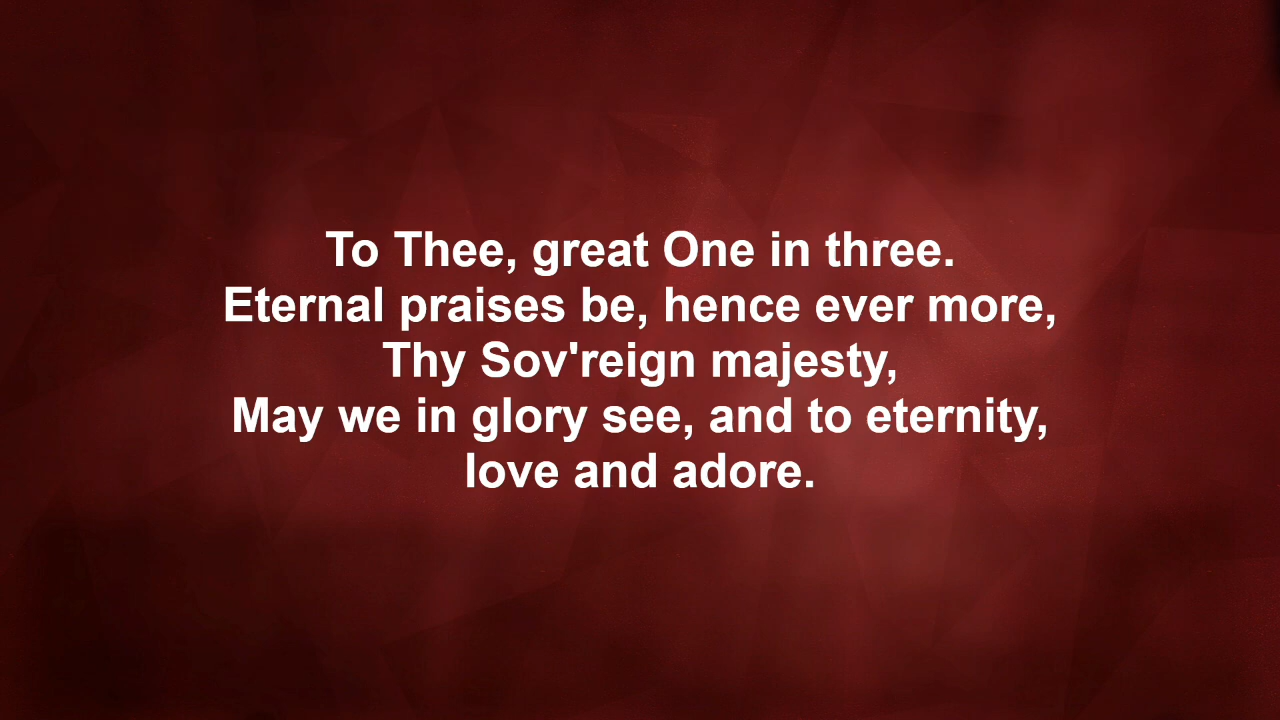 To Thee, great One in three.
Eternal praises be, hence ever more,
Thy Sov'reign majesty,
May we in glory see, and to eternity,
love and adore.